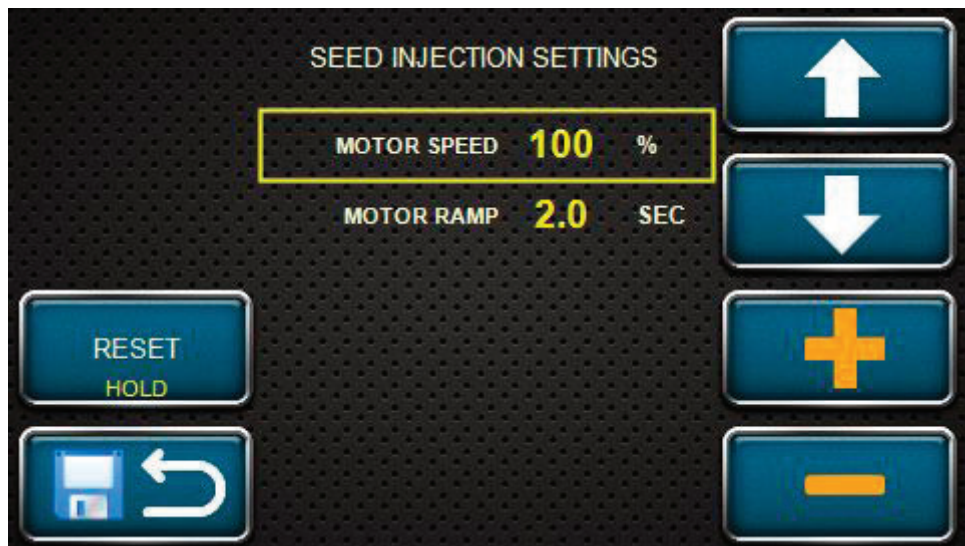 SEED INJECTION SETTINGS
MOTOR SPEED 100 %
MOTOR RAMP 2.0 SEC
RESET
HOLD